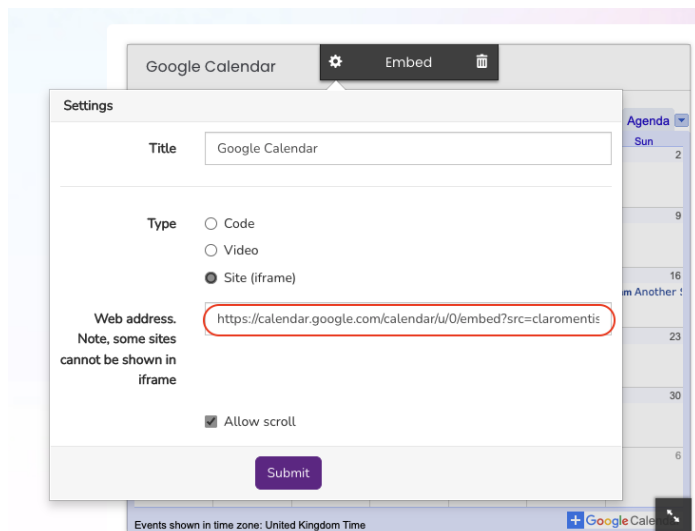 Google Calendar
Embed
Settings
Agenda
Sun
Title
Google Calendar
2
Type
Code
9
Video
Site (iframe)
16
Another
Web address.
Note, some sites
cannot be shown in
iframe
https://calendar.google.com/calendar/u/0/embed?src=claromentis
23
Allow scroll
30
Submit
6
Events shown in time zone: United Kingdom Time
Google Calen